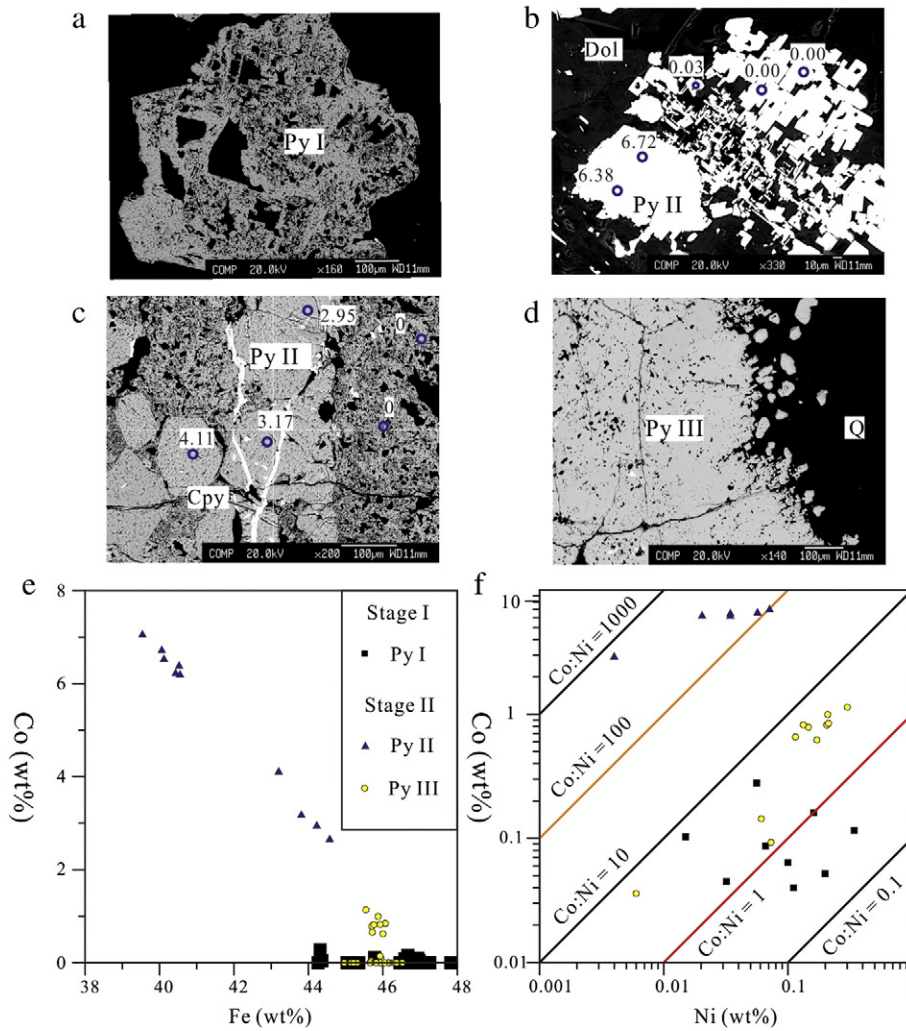 a
Py I
COMP 20.0kV ×160 100μm WD11mm
b
Dol
0.03
0.00
0.00
6.72
6.38
Py II
COMP 20.0kV ×330 10μm WD11mm
c
2.95
0
Py II
0
4.11
3.17
Cpy
COMP 20.0kV ×200 100μm WD11mm
d
Py III
Q
COMP 20.0kV ×140 100μm WD11mm
e
8
6
4
2
0
Co (wt%)
38 40 42 44 46 48
Fe (wt%)
Stage I
Py I
Stage II
Py II
Py III
f
10
1
0.1
0.01
Co (wt%)
0.001 0.01 0.1
Ni (wt%)
Co:Ni=1000
Co:Ni=100
Co:Ni=10
Co:Ni=1
Co:Ni=0.1